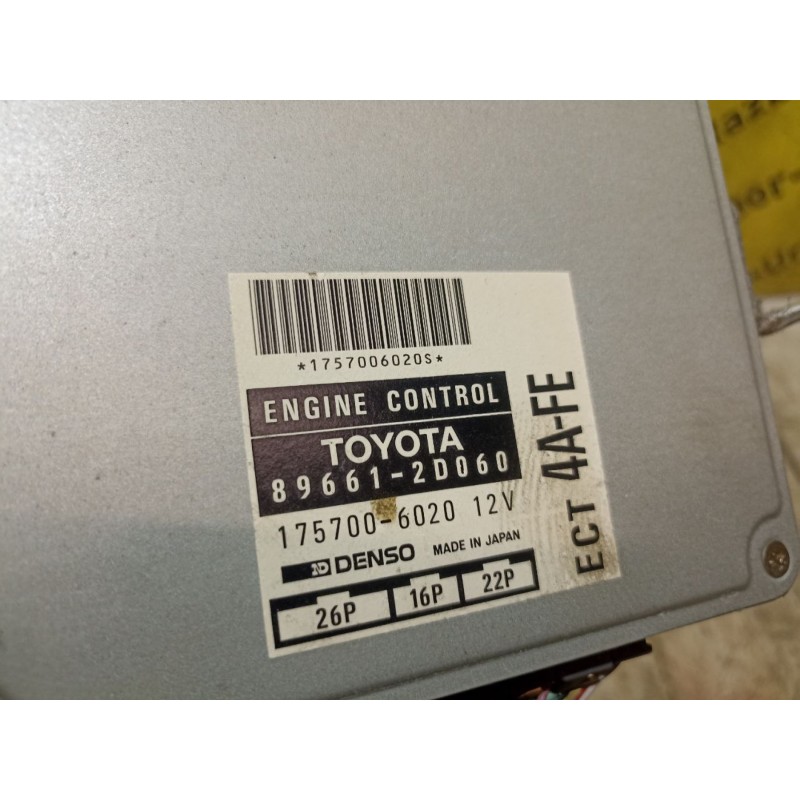 *1757006020S*
ENGINE CONTROL
TOYOTA
89661-2D060
175700-6020 12V
DENSO MADE IN JAPAN
26P 16P 22P
ECT 4A-FE